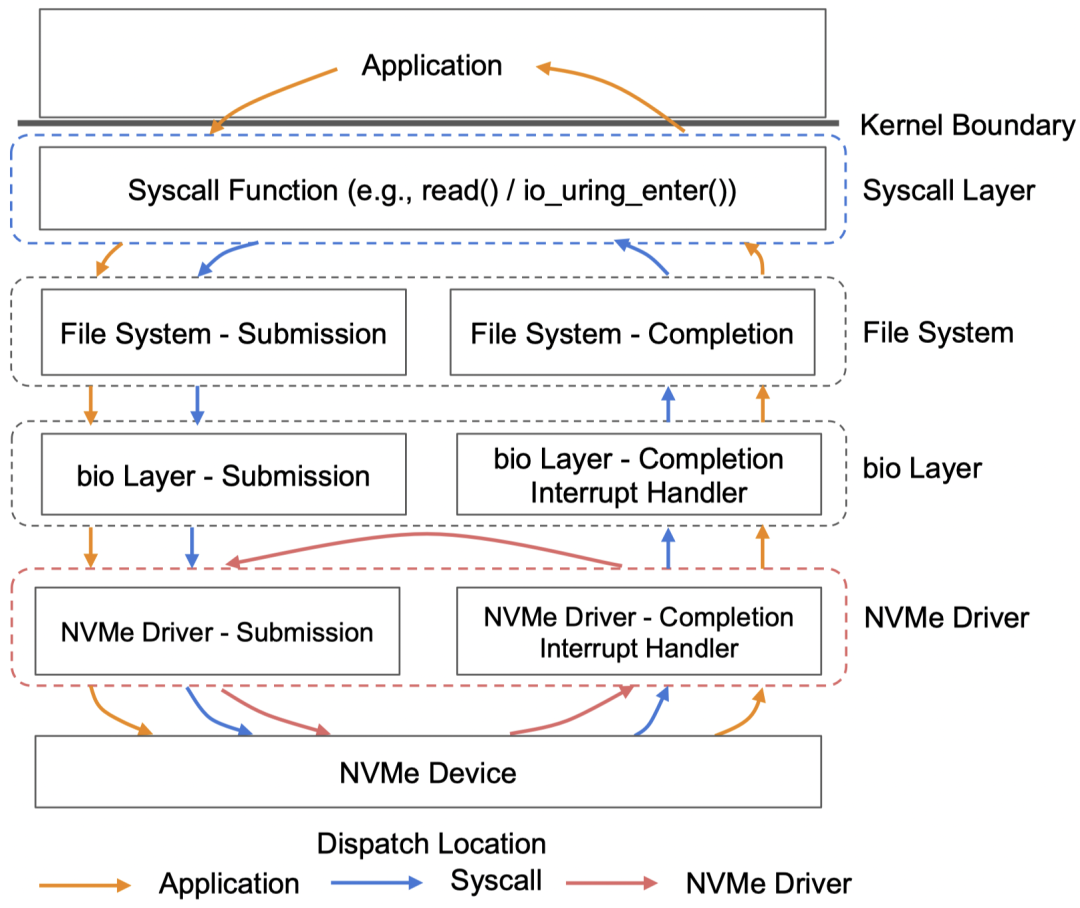 Application
Kernel Boundary
Syscall Function (e.g., read() / io_uring_enter())
Syscall Layer
File System - Submission
File System - Completion
File System
bio Layer - Submission
bio Layer - Completion
Interrupt Handler
bio Layer
NVMe Driver - Submission
NVMe Driver - Completion
Interrupt Handler
NVMe Driver
NVMe Device
Dispatch Location
Application
Syscall
NVMe Driver